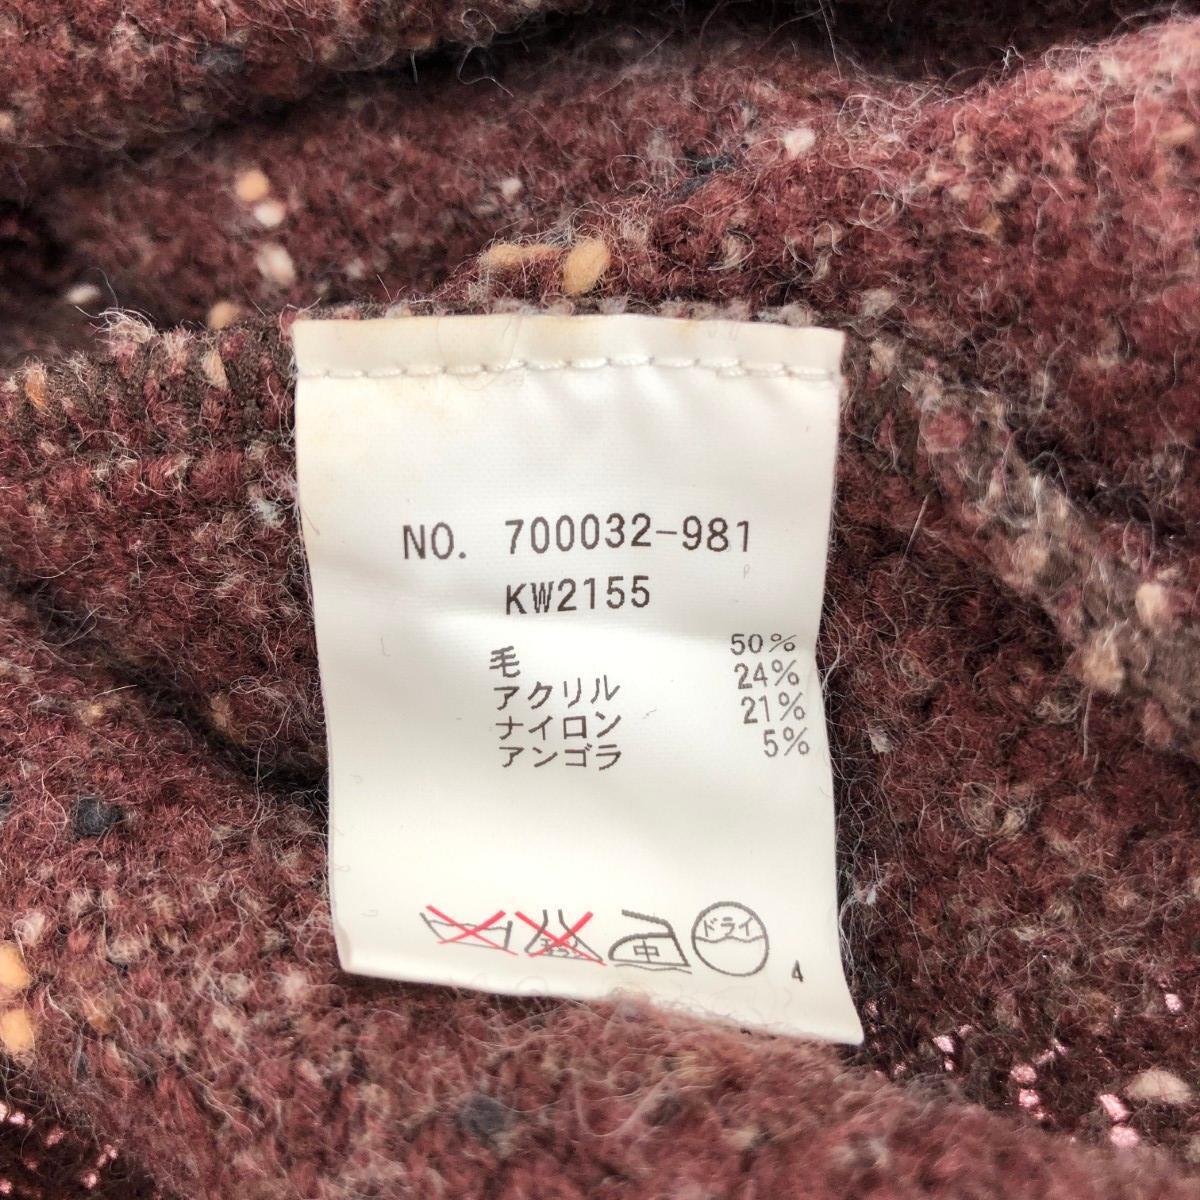 NO. 700032-981
KW2155
毛 50%
アクリル 24%
ナイロン 21%
アンゴラ 5%
中 ドライ
4